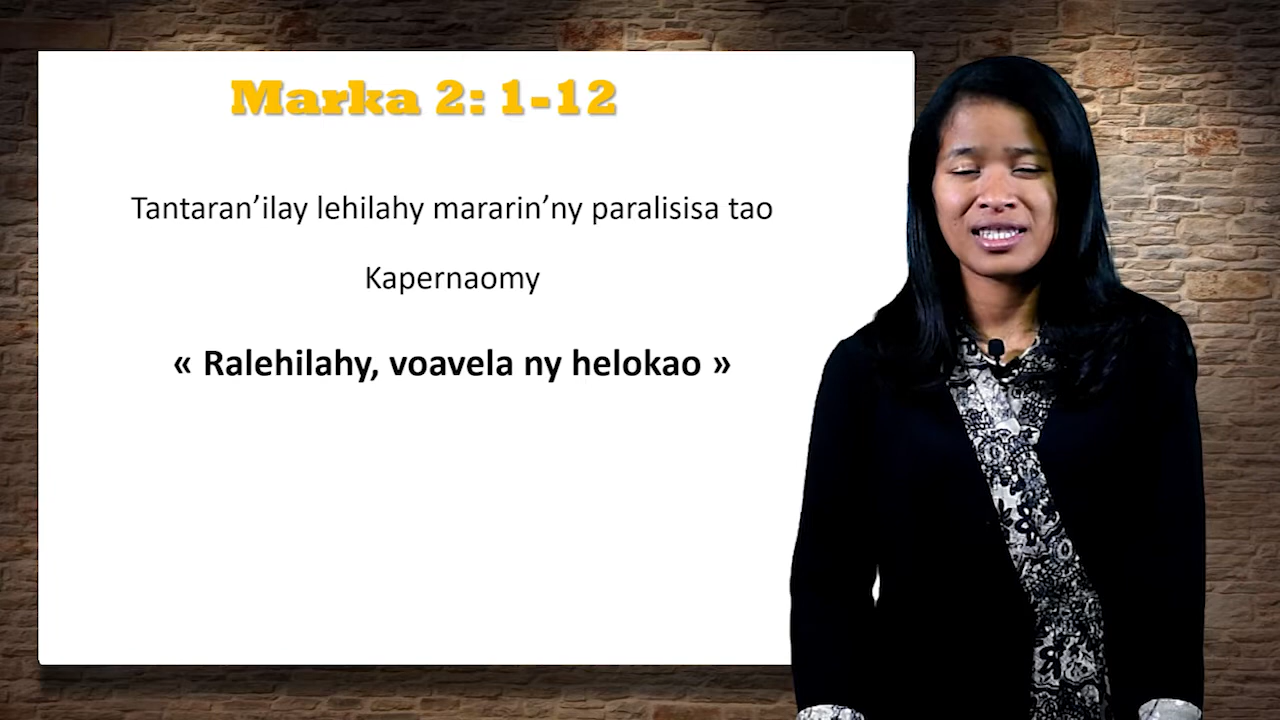 Marka 2: 1-12
Tantaran’ilay lehilahy mararin’ny paralisisa tao
Kapernaomy
« Ralehilahy, voavela ny helokao »